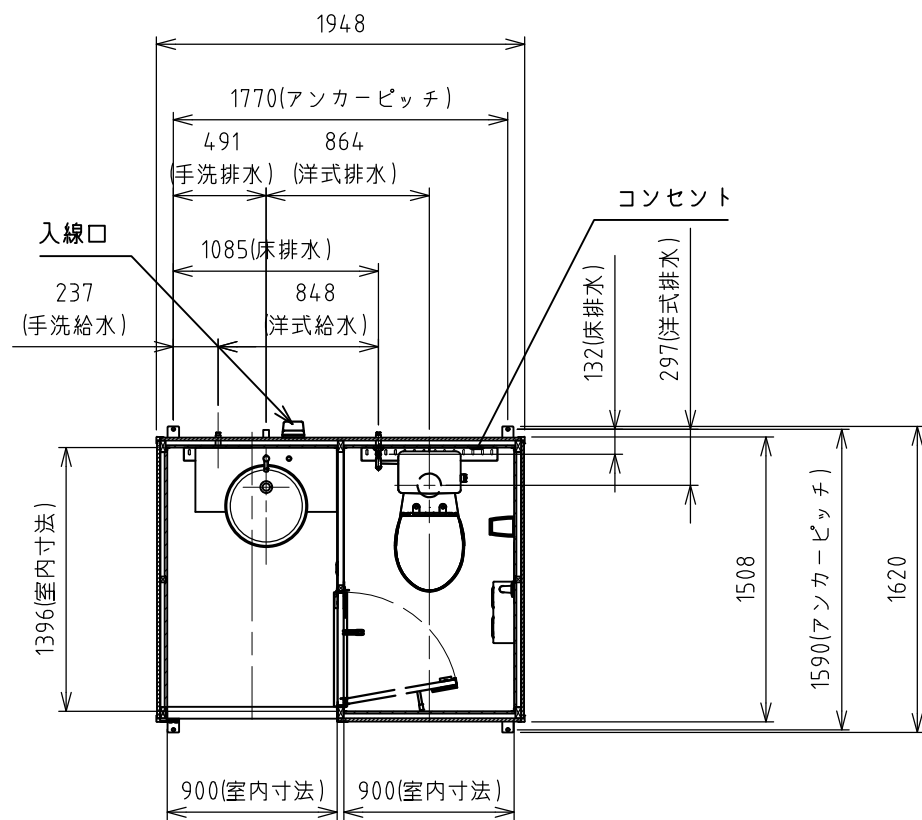 1948
1770(アンカーピッチ)
491
(手洗排水)
864
(洋式排水)
コンセント
入線口
1085(床排水)
237
(手洗給水)
848
(洋式給水)
132(床排水)
297(洋式排水)
1396(室内寸法)
1508
1590(アンカーピッチ)
1620
900(室内寸法)
900(室内寸法)